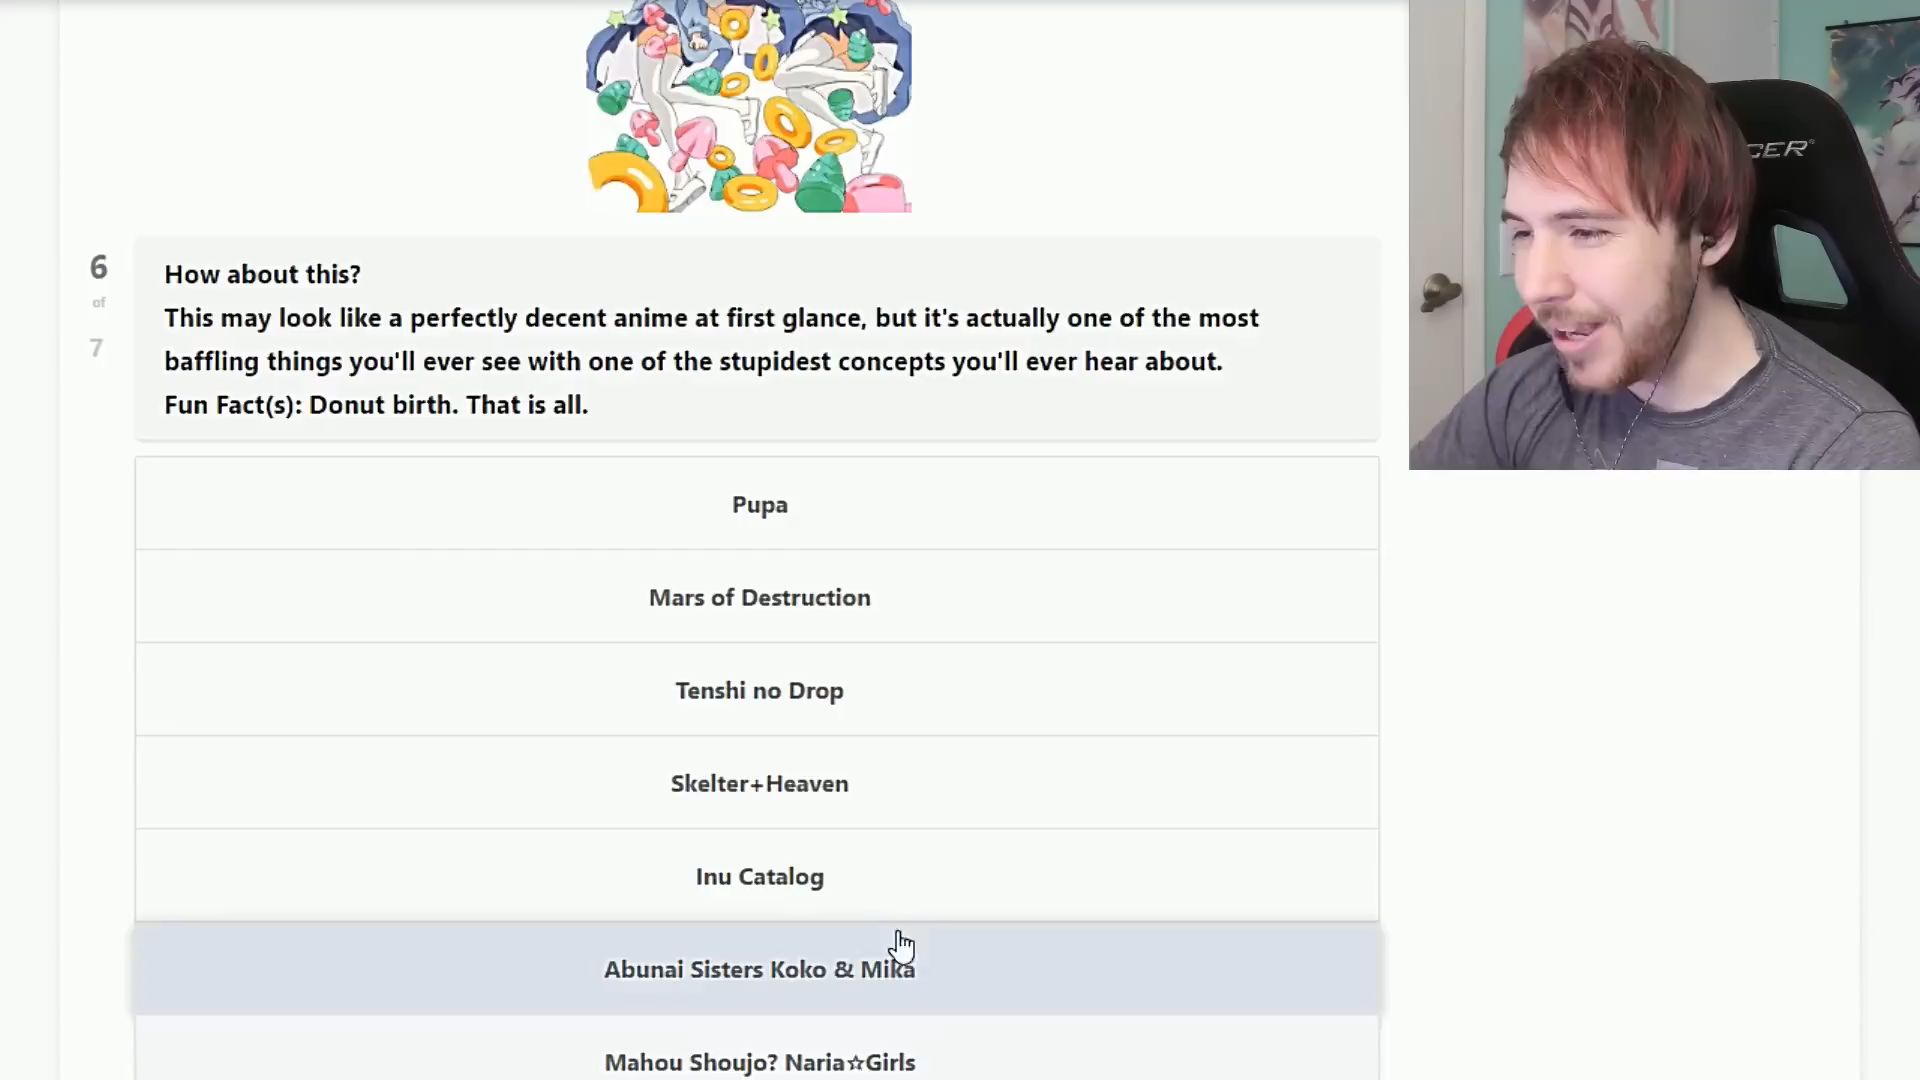 6
of
7
How about this?
This may look like a perfectly decent anime at first glance, but it's actually one of the most
baffling things you'll ever see with one of the stupidest concepts you'll ever hear about.
Fun Fact(s): Donut birth. That is all.
Pupa
Mars of Destruction
Tenshi no Drop
Skelter+Heaven
Inu Catalog
Abunai Sisters Koko & Mika
Mahou Shoujo? Naria☆Girls